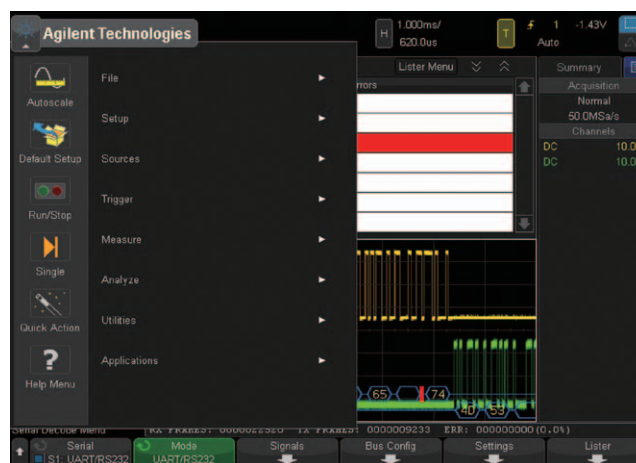 Agilent Technologies
H
1.000ms/
620.0us
T
1
-1.43V
Auto
Autoscale
Default Setup
Run/Stop
Single
Quick Action
?
Help Menu
File
Setup
Sources
Trigger
Measure
Analyze
Utilities
Applications
Lister Menu
rrors
Summary
Acquisition
Normal
50.0MSa/s
Channels
DC 10.0
DC 10.0
65
74
4D
53
Serial Decode Menu
RX FRAMES: TX FRAMES: 0000009233 ERR: 000000000 (0.0%)
Serial
S1: UART/RS232
Mode
UART/RS232
Signals
Bus Config
Settings
Lister